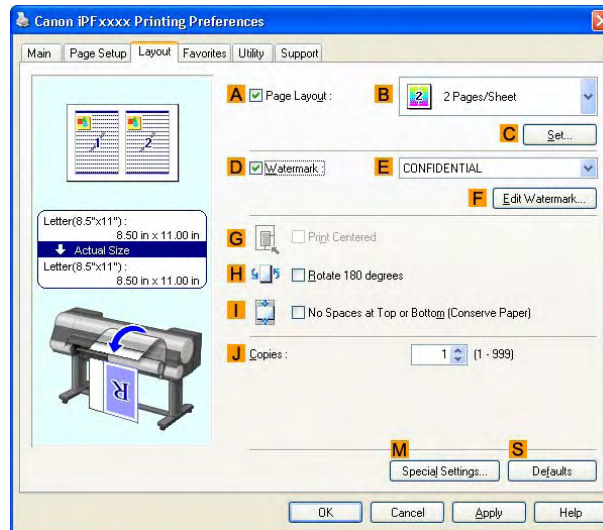 Canon iPFxxxx Printing Preferences
Main Page Setup Layout Favorites Utility Support
A Page Layout : B 2 2 Pages/Sheet
1 2
C Set...
D Watermark : E CONFIDENTIAL
F Edit Watermark...
Letter(8.5"x11") :
8.50 in x 11.00 in
Actual Size
Letter(8.5"x11") :
8.50 in x 11.00 in
G Print Centered
H Rotate 180 degrees
I No Spaces at Top or Bottom (Conserve Paper)
J Copies : 1 (1 - 999)
R
M S
Special Settings... Defaults
OK Cancel Apply Help